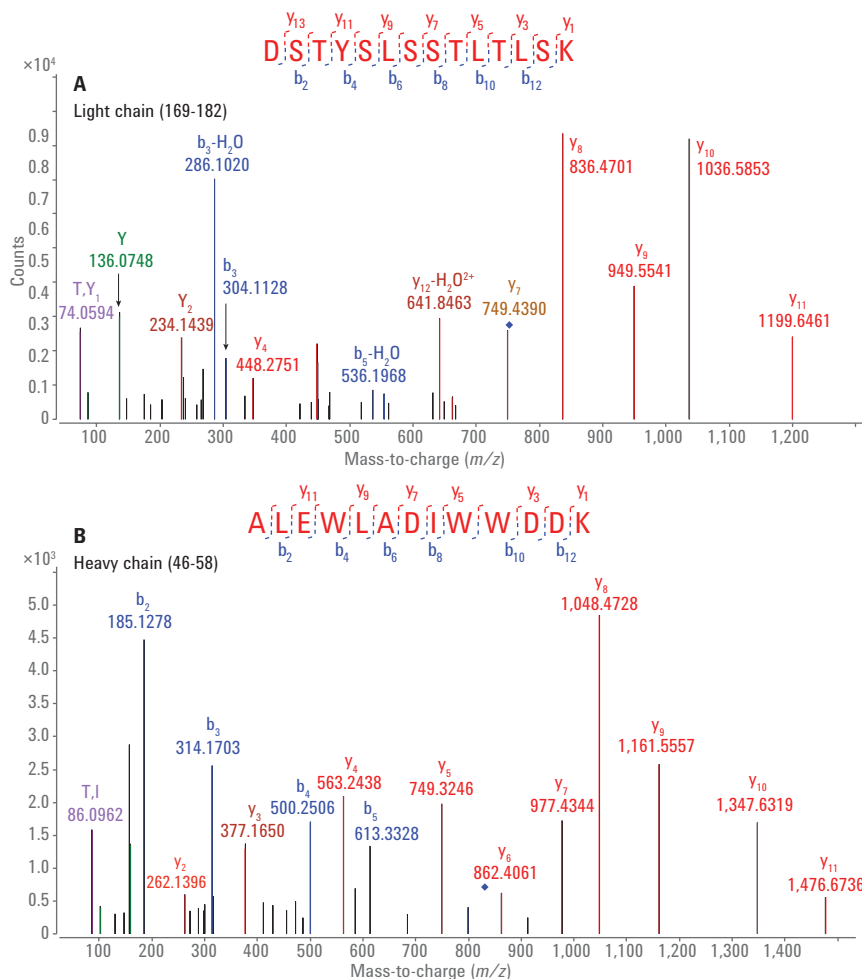 y13 y11 y9 y7 y5 y3 y1
DSTYSLSSTLTLSK
b2 b4 b6 b8 b10 b12
×10⁴
A
Light chain (169-182)
0.9
0.8
0.7
0.6
0.5
0.4
0.3
0.2
0.1
0
Counts
T,Y1
74.0594
Y
136.0748
Y2
234.1439
b3-H2O
286.1020
b3
304.1128
y4
448.2751
b5-H2O
536.1968
y12-H2O²⁺
641.8463
y7
749.4390
y8
836.4701
y9
949.5541
y10
1036.5853
y11
1199.6461
100 200 300 400 500 600 700 800 900 1,000 1,100 1,200
Mass-to-charge (m/z)
y11 y9 y7 y5 y3 y1
ALEWLADIWWDDK
b2 b4 b6 b8 b10 b12
B
Heavy chain (46-58)
×10³
5.0
4.5
4.0
3.5
3.0
2.5
2.0
1.5
1.0
0.5
0
T,I
86.0962
b2
185.1278
y2
262.1396
b3
314.1703
y3
377.1650
b4
500.2506
y4
563.2438
b5
613.3328
y5
749.3246
y6
862.4061
y7
977.4344
y8
1,048.4728
y9
1,161.5557
y10
1,347.6319
y11
1,476.6736
100 200 300 400 500 600 700 800 900 1,000 1,100 1,200 1,300 1,400
Mass-to-charge (m/z)